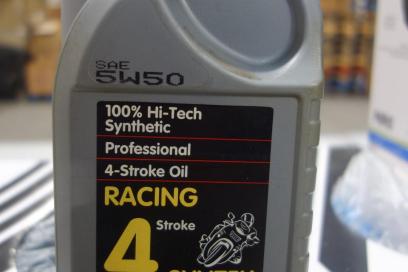 SAE
5W50
100% Hi-Tech
Synthetic
Professional
4-Stroke Oil
RACING
4 Stroke